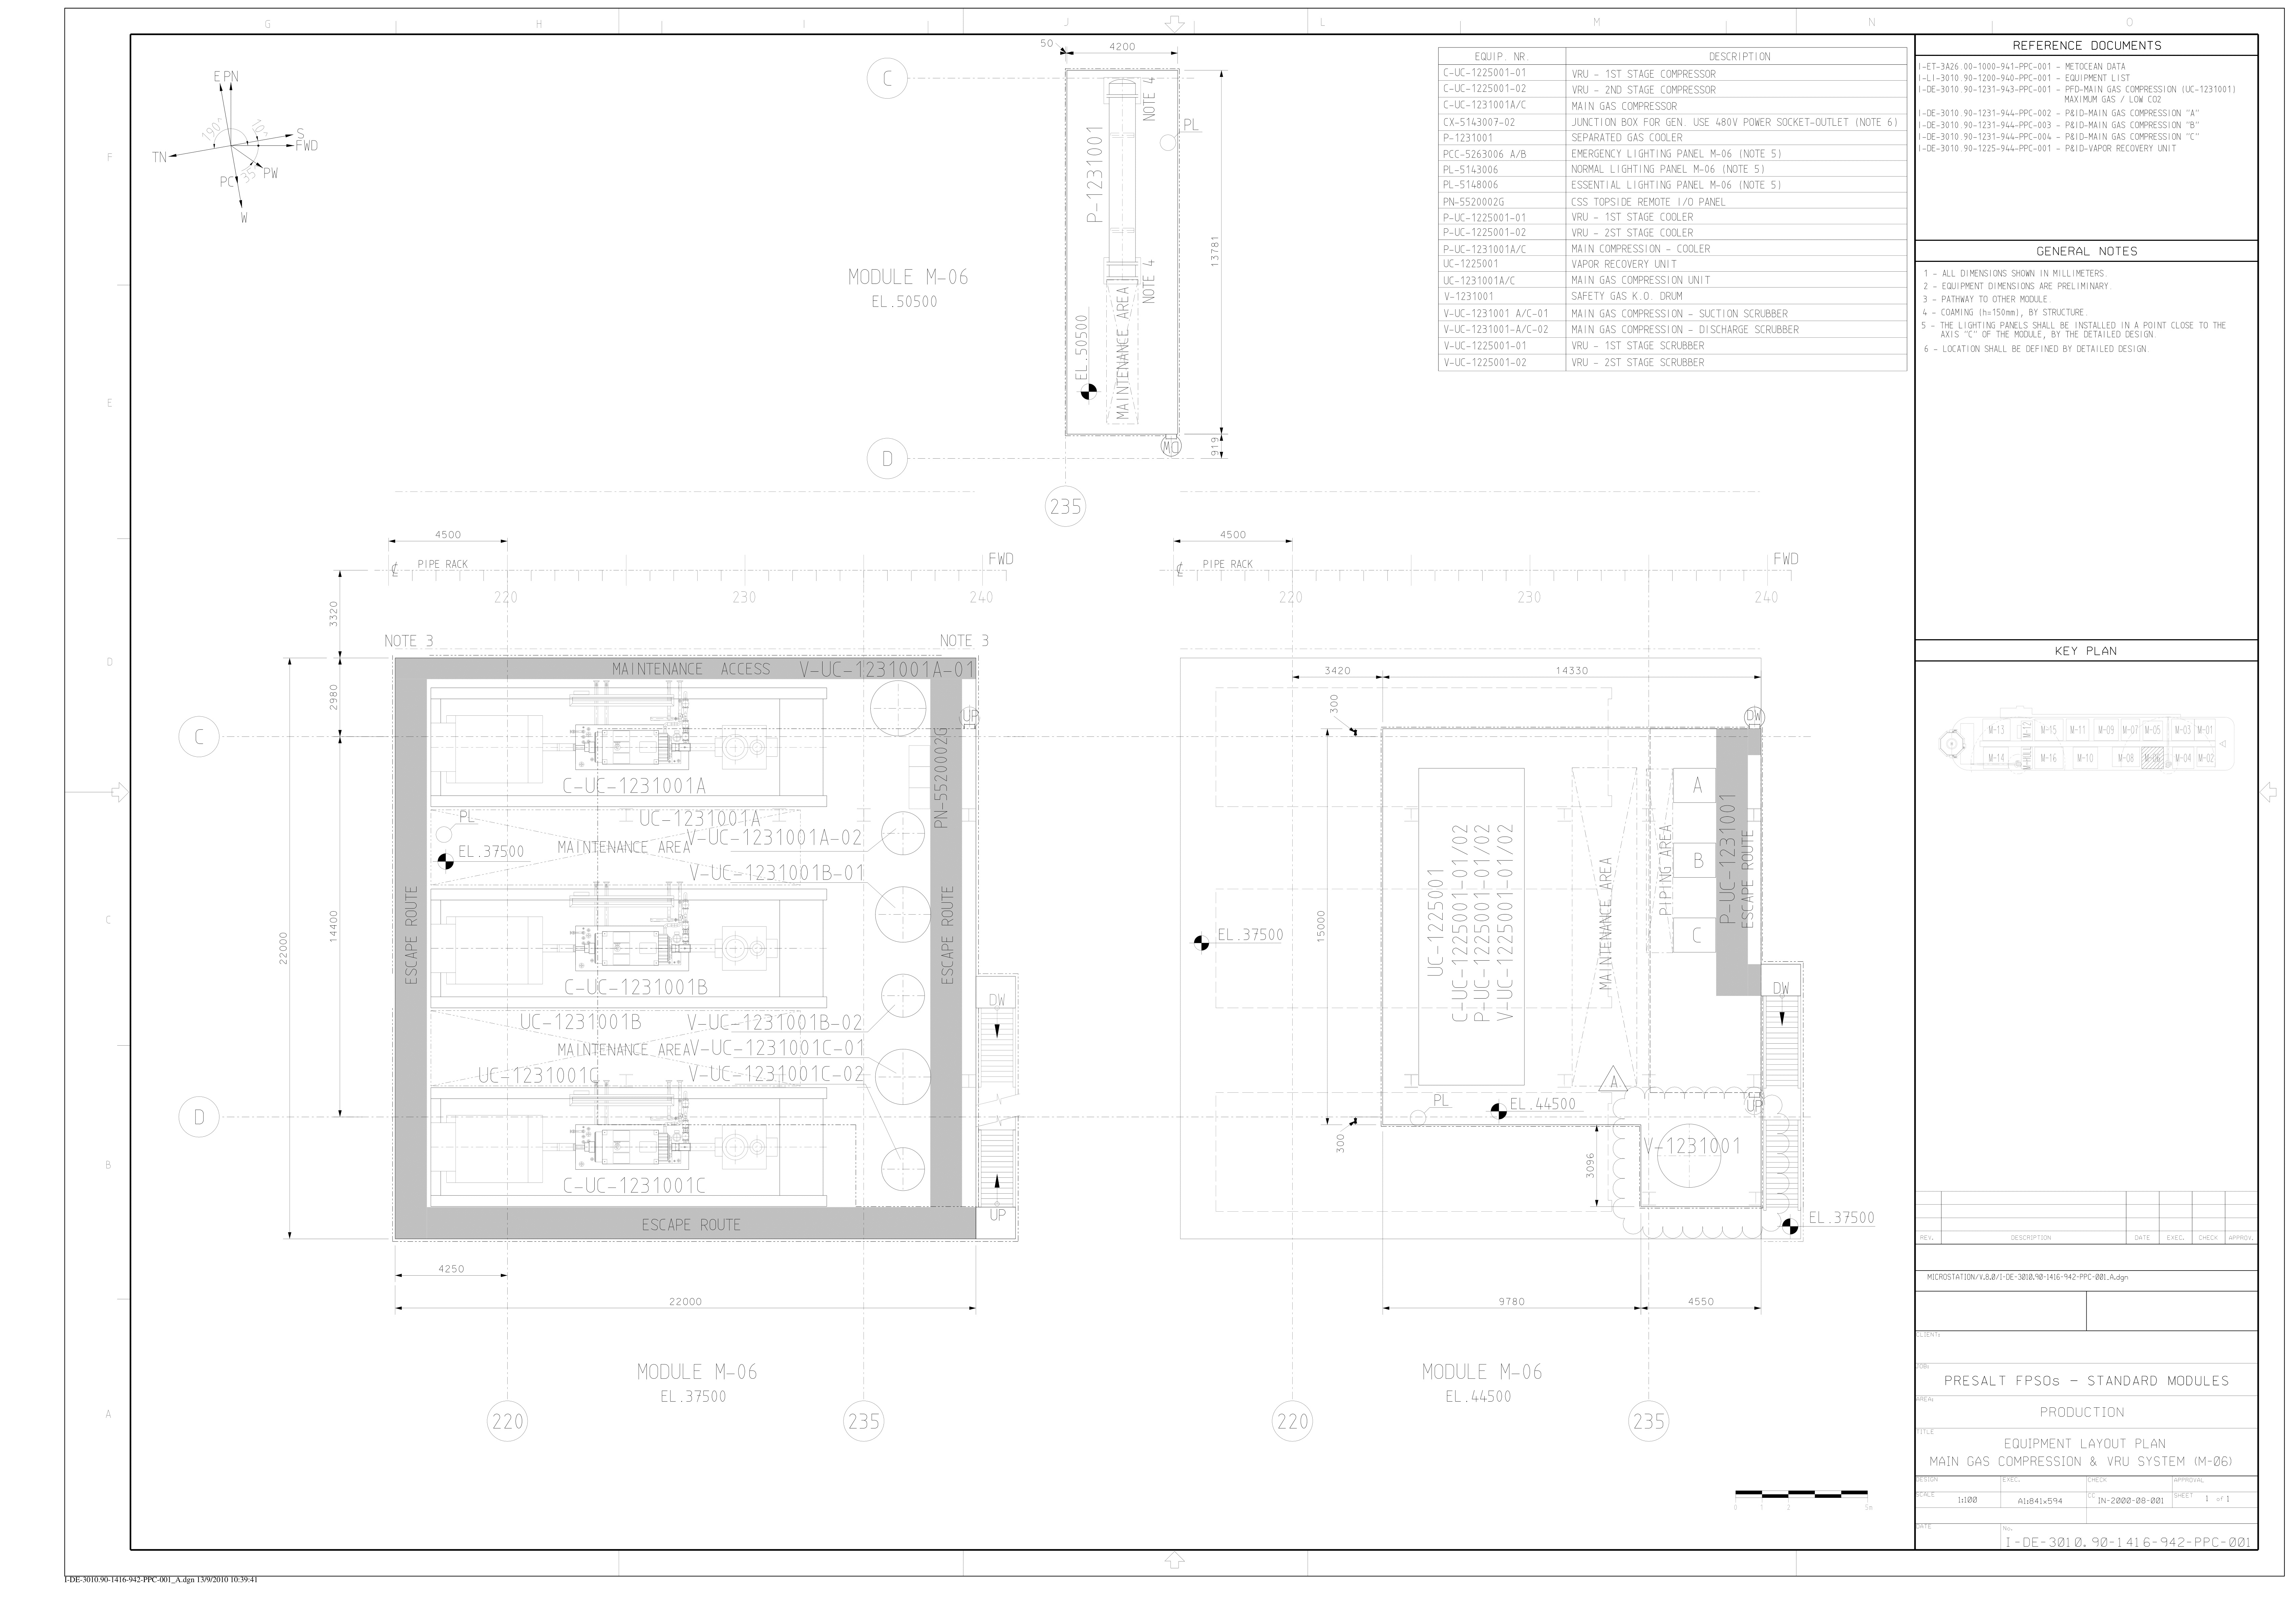 G H I J L M N O
F
E
D
C
B
A
E PN
190°
10°
S
FWD
TN
35°
PC
PW
W
50
4200
C
P-1231001
NOTE 4
PL
MODULE M-06
EL.50500
13781
EL.50500
MAINTENANCE AREA
NOTE 4
D
919
235
EQUIP. NR. DESCRIPTION
C-UC-1225001-01 VRU - 1ST STAGE COMPRESSOR
C-UC-1225001-02 VRU - 2ND STAGE COMPRESSOR
C-UC-1231001A/C MAIN GAS COMPRESSOR
CX-5143007-02 JUNCTION BOX FOR GEN. USE 480V POWER SOCKET-OUTLET (NOTE 6)
P-1231001 SEPARATED GAS COOLER
PCC-5263006 A/B EMERGENCY LIGHTING PANEL M-06 (NOTE 5)
PL-5143006 NORMAL LIGHTING PANEL M-06 (NOTE 5)
PL-5148006 ESSENTIAL LIGHTING PANEL M-06 (NOTE 5)
PN-5520002G CSS TOPSIDE REMOTE I/O PANEL
P-UC-1225001-01 VRU - 1ST STAGE COOLER
P-UC-1225001-02 VRU - 2ST STAGE COOLER
P-UC-1231001A/C MAIN COMPRESSION - COOLER
UC-1225001 VAPOR RECOVERY UNIT
UC-1231001A/C MAIN GAS COMPRESSION UNIT
V-1231001 SAFETY GAS K.O. DRUM
V-UC-1231001 A/C-01 MAIN GAS COMPRESSION - SUCTION SCRUBBER
V-UC-1231001-A/C-02 MAIN GAS COMPRESSION - DISCHARGE SCRUBBER
V-UC-1225001-01 VRU - 1ST STAGE SCRUBBER
V-UC-1225001-02 VRU - 2ST STAGE SCRUBBER
4500
PIPE RACK
FWD
220 230 240
3320
NOTE 3 NOTE 3
MAINTENANCE ACCESS V-UC-1231001A-01
2980
UP
C
PN-5520002G
C-UC-1231001A
UC-1231001A
PL
V-UC-1231001A-02
MAINTENANCE AREA
EL.37500
V-UC-1231001B-01
ESCAPE ROUTE
ESCAPE ROUTE
14400
22000
C-UC-1231001B
DW
UC-1231001B V-UC-1231001B-02
MAINTENANCE AREA V-UC-1231001C-01
UC-1231001C V-UC-1231001C-02
D
C-UC-1231001C
UP
ESCAPE ROUTE
4250
22000
MODULE M-06
EL.37500
220 235
4500
PIPE RACK
FWD
220 230 240
3420 14330
300
DW
A
B
C
P-UC-1231001
ESCAPE ROUTE
PIPING AREA
MAINTENANCE AREA
UC-1225001
C-UC-1225001-01/02
P-UC-1225001-01/02
V-UC-1225001-01/02
15000
EL.37500
DW
A
PL
EL.44500
UP
300
V-1231001
3096
EL.37500
9780 4550
MODULE M-06
EL.44500
220 235
0 1 2 5m
REFERENCE DOCUMENTS
I-ET-3A26.00-1000-941-PPC-001 - METOCEAN DATA
I-LI-3010.90-1200-940-PPC-001 - EQUIPMENT LIST
I-DE-3010.90-1231-943-PPC-001 - PFD-MAIN GAS COMPRESSION (UC-1231001)
MAXIMUM GAS / LOW CO2
I-DE-3010.90-1231-944-PPC-002 - P&ID-MAIN GAS COMPRESSION "A"
I-DE-3010.90-1231-944-PPC-003 - P&ID-MAIN GAS COMPRESSION "B"
I-DE-3010.90-1231-944-PPC-004 - P&ID-MAIN GAS COMPRESSION "C"
I-DE-3010.90-1225-944-PPC-001 - P&ID-VAPOR RECOVERY UNIT
GENERAL NOTES
1 - ALL DIMENSIONS SHOWN IN MILLIMETERS.
2 - EQUIPMENT DIMENSIONS ARE PRELIMINARY.
3 - PATHWAY TO OTHER MODULE.
4 - COAMING (h=150mm), BY STRUCTURE.
5 - THE LIGHTING PANELS SHALL BE INSTALLED IN A POINT CLOSE TO THE
AXIS "C" OF THE MODULE, BY THE DETAILED DESIGN.
6 - LOCATION SHALL BE DEFINED BY DETAILED DESIGN.
KEY PLAN
M-13 M-12 M-15 M-11 M-09 M-07 M-05 M-03 M-01
M-14 M-16 M-10 M-08 M-06 M-04 M-02
REV. DESCRIPTION DATE EXEC. CHECK APPROV.
MICROSTATION/V.8.0/I-DE-3010.90-1416-942-PPC-001_A.dgn
CLIENT:
JOB:
PRESALT FPSOs - STANDARD MODULES
AREA:
PRODUCTION
TITLE
EQUIPMENT LAYOUT PLAN
MAIN GAS COMPRESSION & VRU SYSTEM (M-06)
DESIGN EXEC. CHECK APPROVAL
SCALE 1:100 A1:841x594 CC IN-2000-08-001 SHEET 1 of 1
DATE No.
I-DE-3010.90-1416-942-PPC-001
I-DE-3010.90-1416-942-PPC-001_A.dgn 13/9/2010 10:39:41